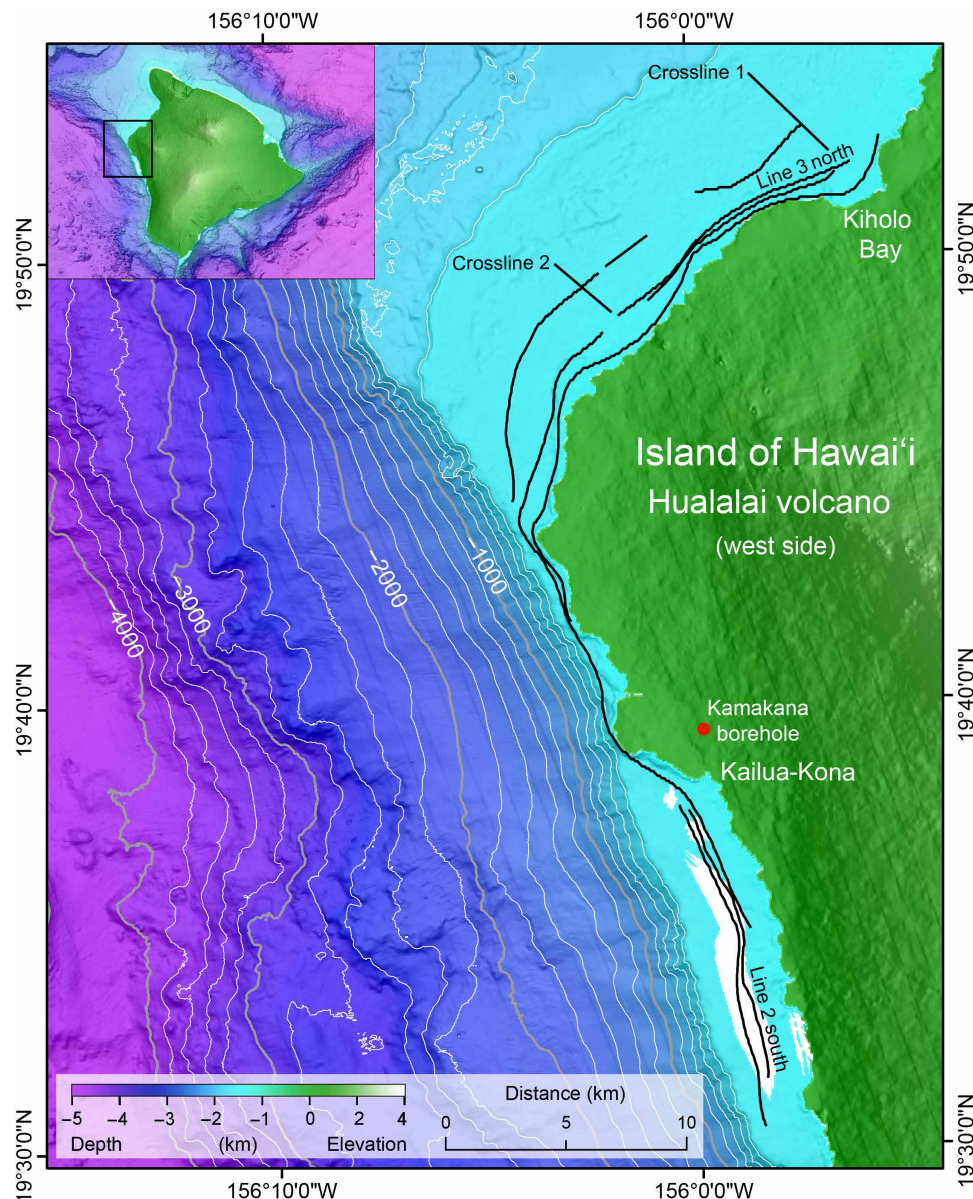 156°10'0"W
156°0'0"W
Crossline 1
Line 3 north
Kiholo
Bay
19°50'0"N
19°50'0"N
Crossline 2
Island of Hawai‘i
Hualalai volcano
(west side)
–1000
–2000
–3000
–4000
19°40'0"N
19°40'0"N
Kamakana
borehole
Kailua-Kona
Line 2 south
Distance (km)
–5 –4 –3 –2 –1 0 2 4
0 5 10
Depth (km) Elevation
19°30'0"N
19°30'0"N
156°10'0"W
156°0'0"W